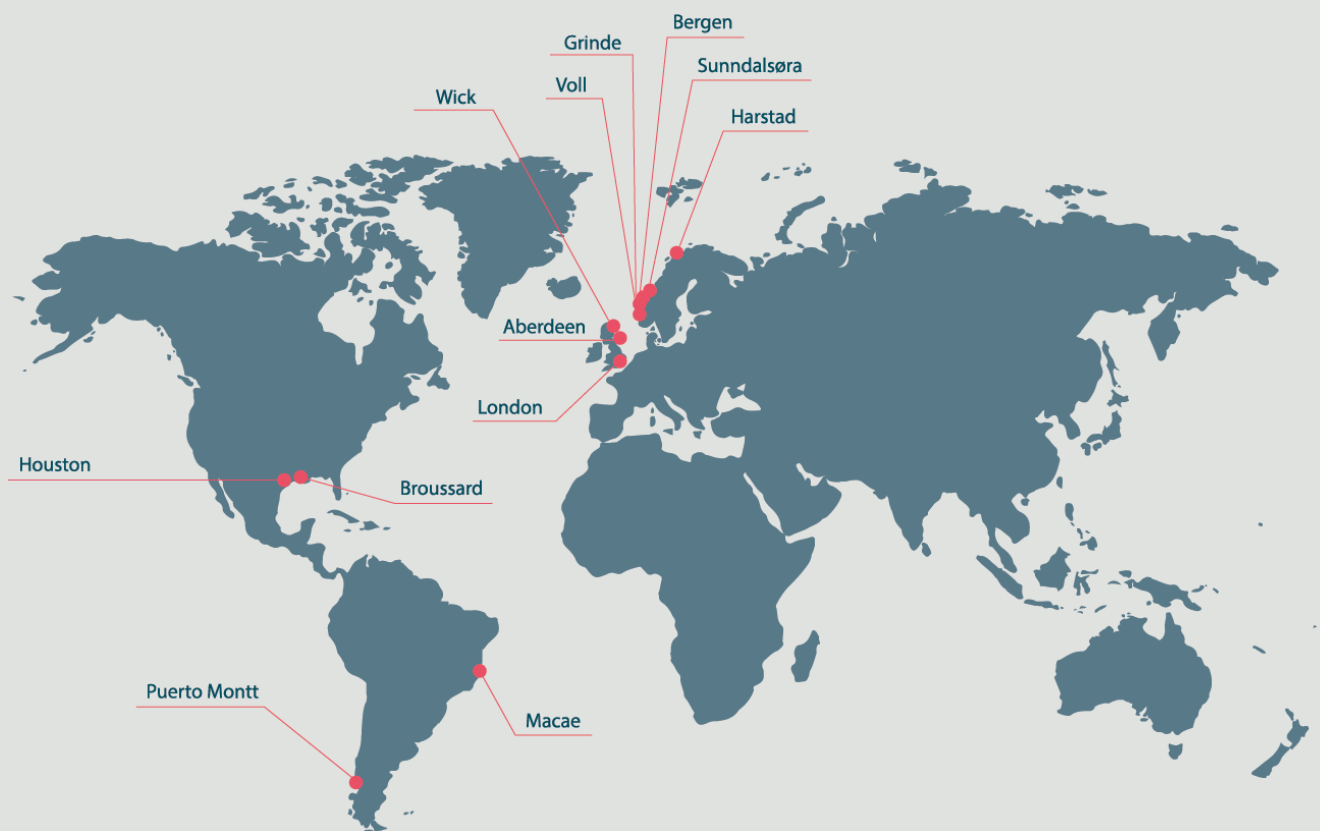 Bergen
Grinde
Sunndalsøra
Voll
Wick
Harstad
Aberdeen
London
Houston
Broussard
Puerto Montt
Macae